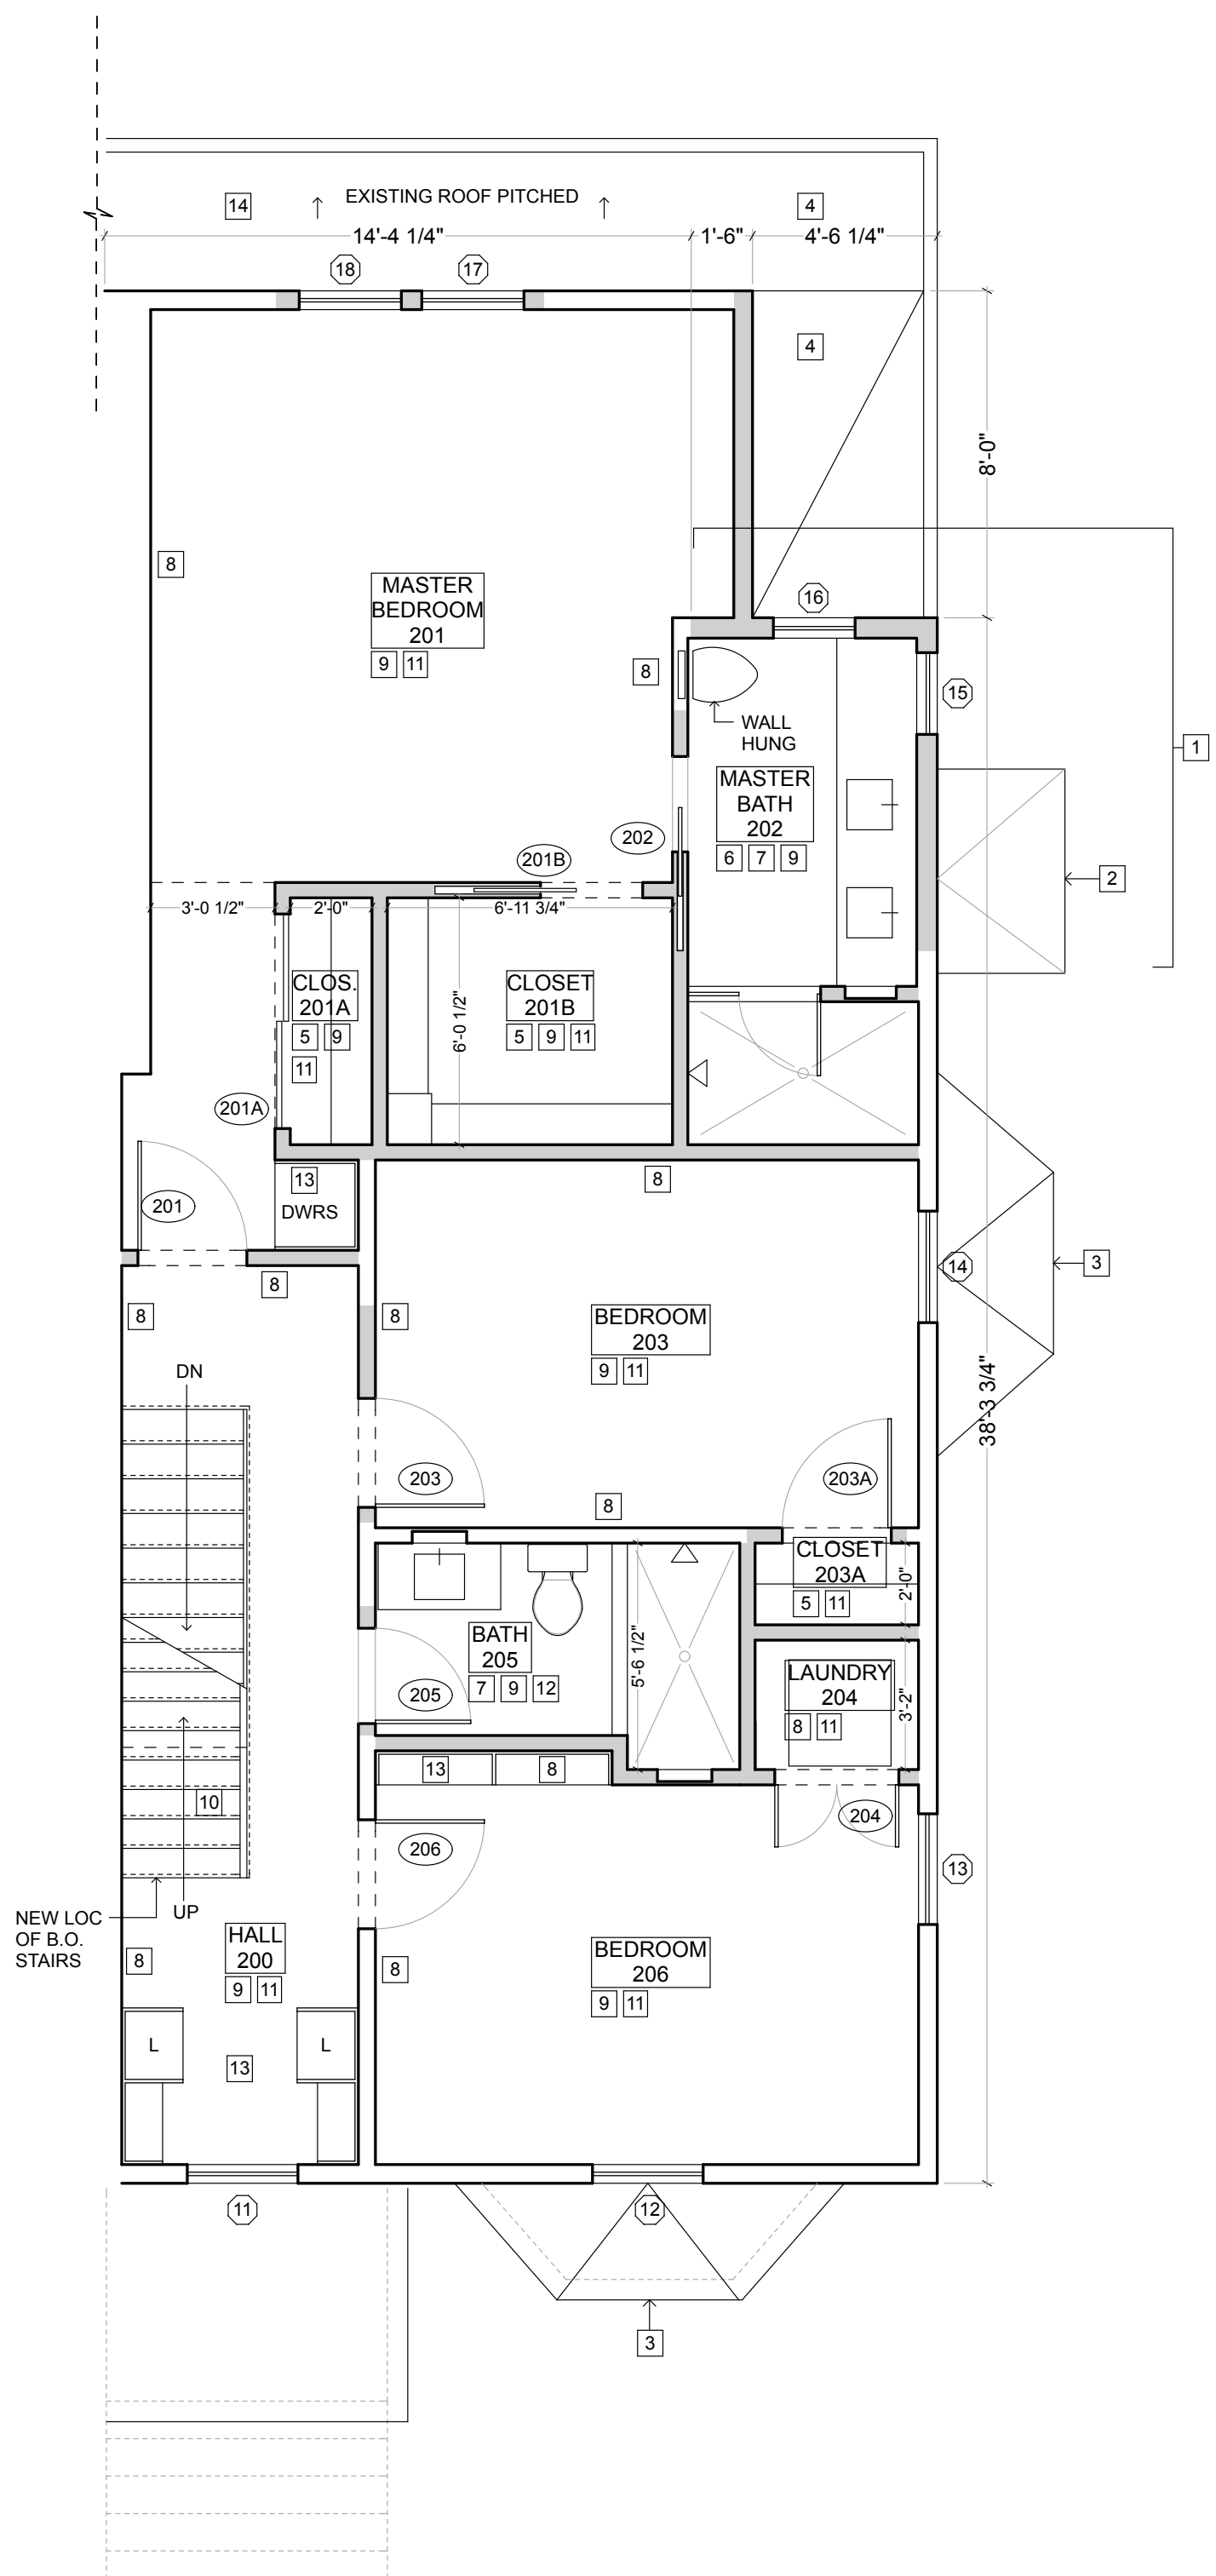 EXISTING ROOF PITCHED
14
4
14'-4 1/4"
1'-6"
4'-6 1/4"
18
17
4
8'-0"
8
MASTER
BEDROOM
201
9 11
16
8
15
WALL
HUNG
1
MASTER
BATH
202
6 7 9
202
201B
2
3'-0 1/2"
2'-0"
6'-11 3/4"
CLOS.
201A
5 9
11
CLOSET
201B
5 9 11
6'-0 1/2"
201A
13
DWRS
201
8
8
8
8
14
3
BEDROOM
203
9 11
DN
38'-3 3/4"
203
203A
8
CLOSET
203A
5 11
2'-0"
BATH
205
7 9 12
5'-6 1/2"
205
LAUNDRY
204
8 11
3'-2"
13
8
10
204
206
13
UP
NEW LOC
OF B.O.
STAIRS
HALL
200
9 11
8
8
BEDROOM
206
9 11
L
L
13
11
12
3